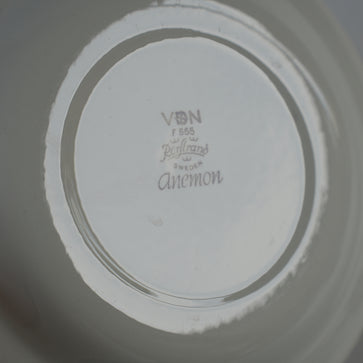 VDN
F 555
Rörstrand
SWEDEN
Anemon